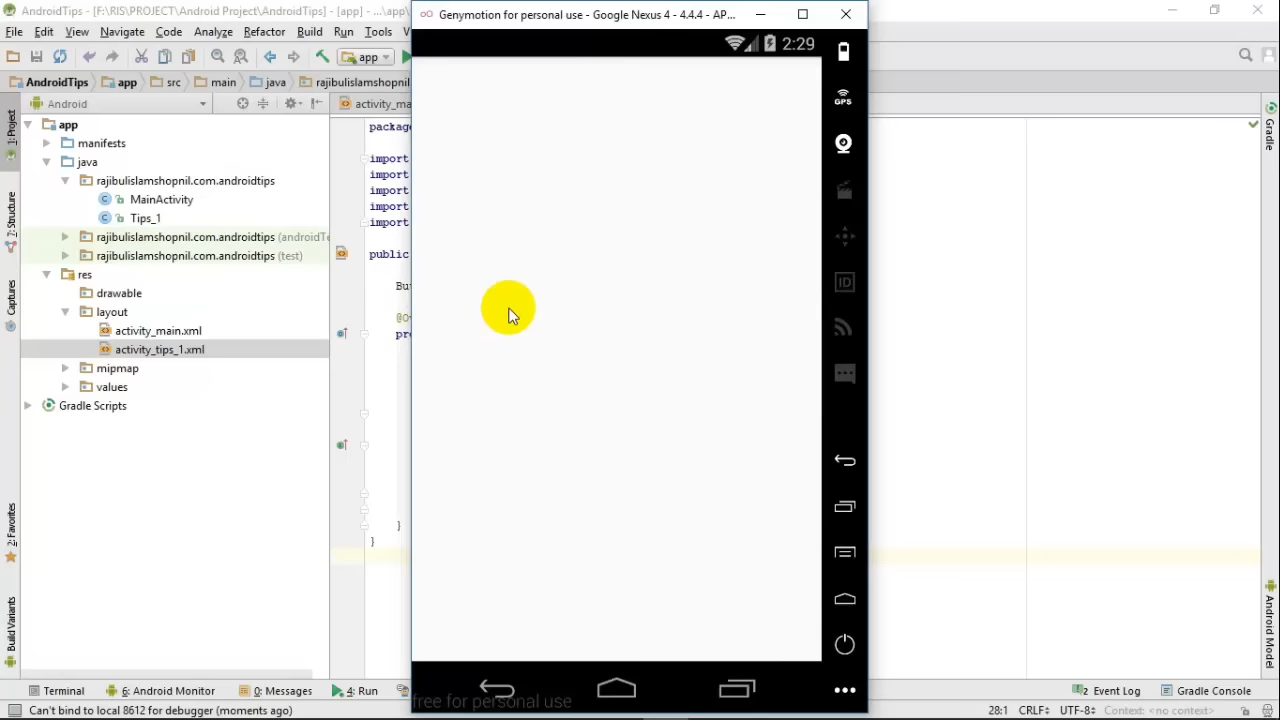 AndroidTips - [F:\RIS\PROJECT\Android Project\AndroidTips] - [app] - ...\app\
Genymotion for personal use - Google Nexus 4 - 4.4.4 - AP...
File Edit View Navigate Code Analyze Refactor Build Run Tools
2:29
app
AndroidTips app src main java rajibulislamshopnil
GPS
Android
activity_ma
1: Project
app
manifests
java
rajibulislamshopnil.com.androidtips
MainActivity
Tips_1
rajibulislamshopnil.com.androidtips (androidTe
rajibulislamshopnil.com.androidtips (test)
res
drawable
layout
activity_main.xml
activity_tips_1.xml
mipmap
values
Gradle Scripts
Z: Structure
Captures
2: Favorites
Build Variants
package
import
import
import
import
import
public
But
}
}
ID
Gradle
Android Model
Terminal 6: Android Monitor 0: Messages 4: Run
free for personal use
Can't bind to local 8612 for debugger (moments ago)
28:1 CRLF UTF-8 Context: <no context>